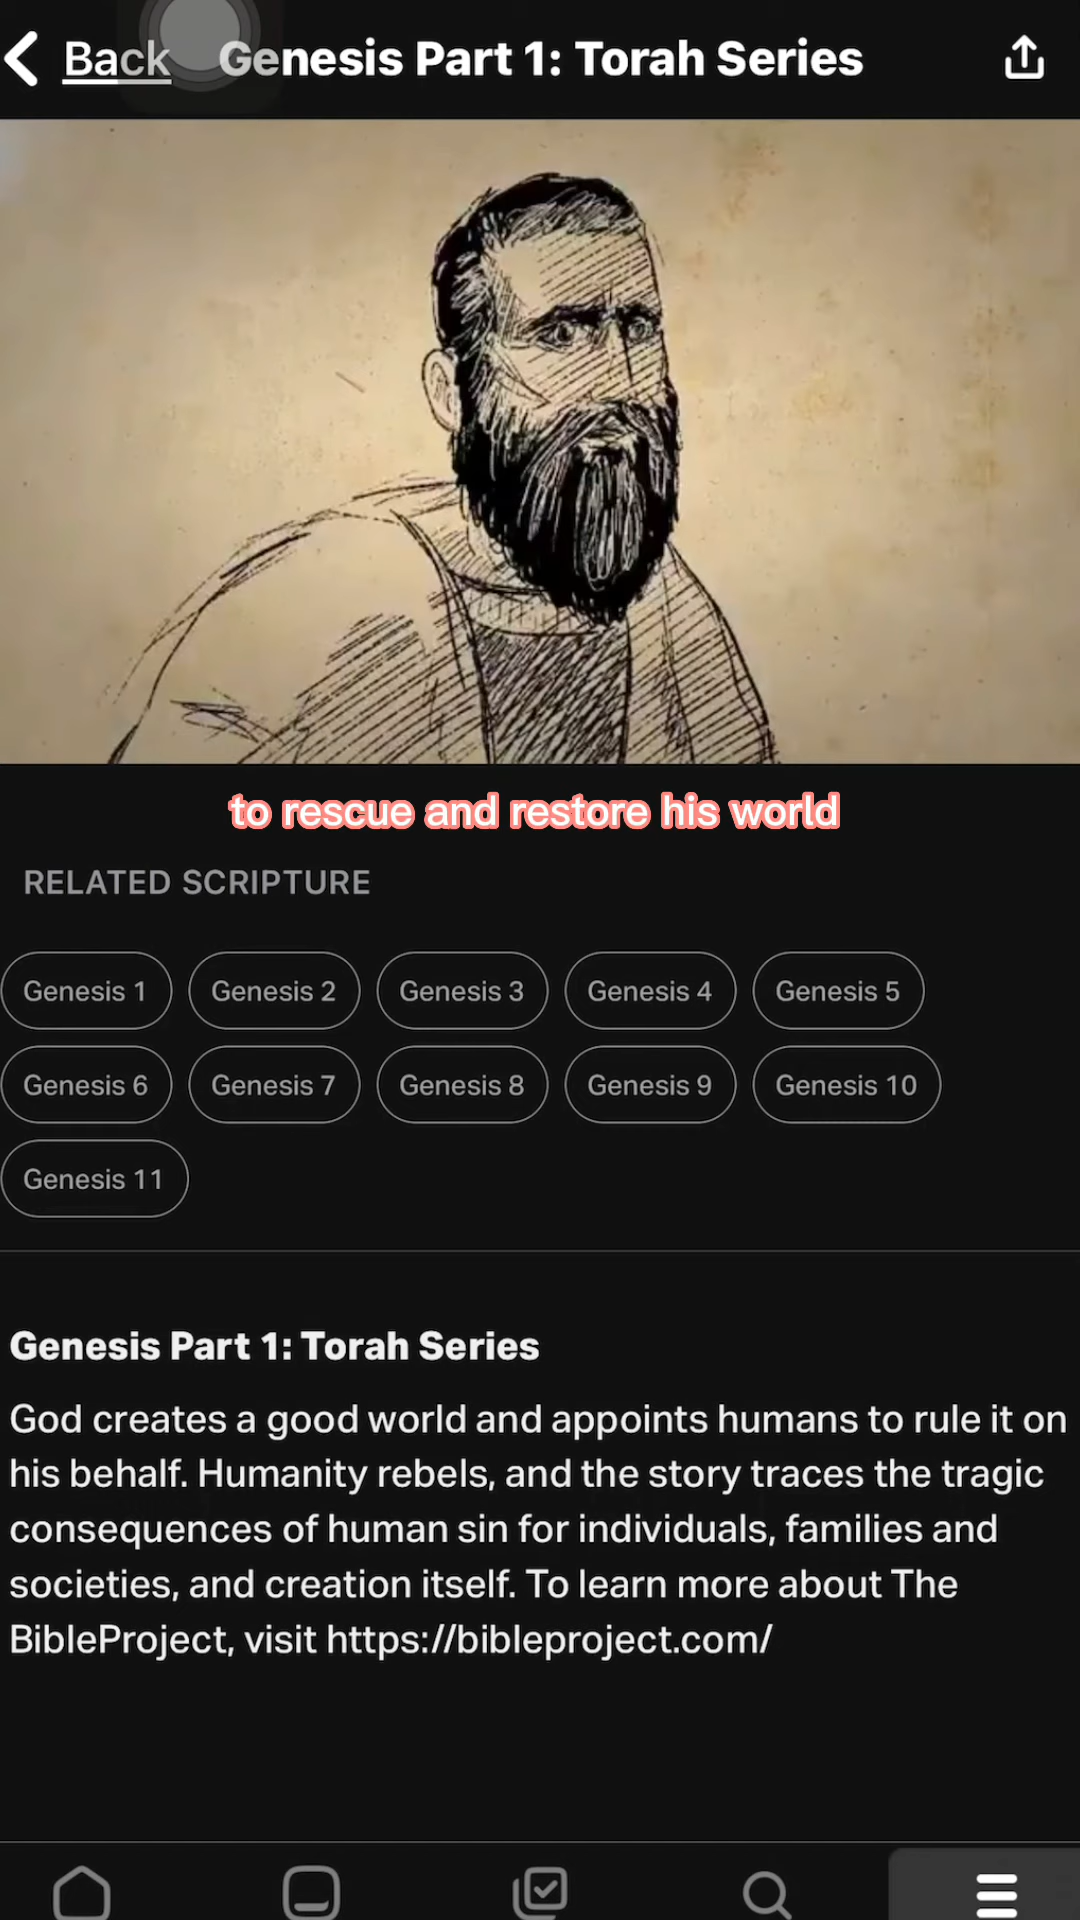 Back Genesis Part 1: Torah Series
to rescue and restore his world
RELATED SCRIPTURE
Genesis 1 Genesis 2 Genesis 3 Genesis 4 Genesis 5
Genesis 6 Genesis 7 Genesis 8 Genesis 9 Genesis 10
Genesis 11
Genesis Part 1: Torah Series
God creates a good world and appoints humans to rule it on
his behalf. Humanity rebels, and the story traces the tragic
consequences of human sin for individuals, families and
societies, and creation itself. To learn more about The
BibleProject, visit https://bibleproject.com/